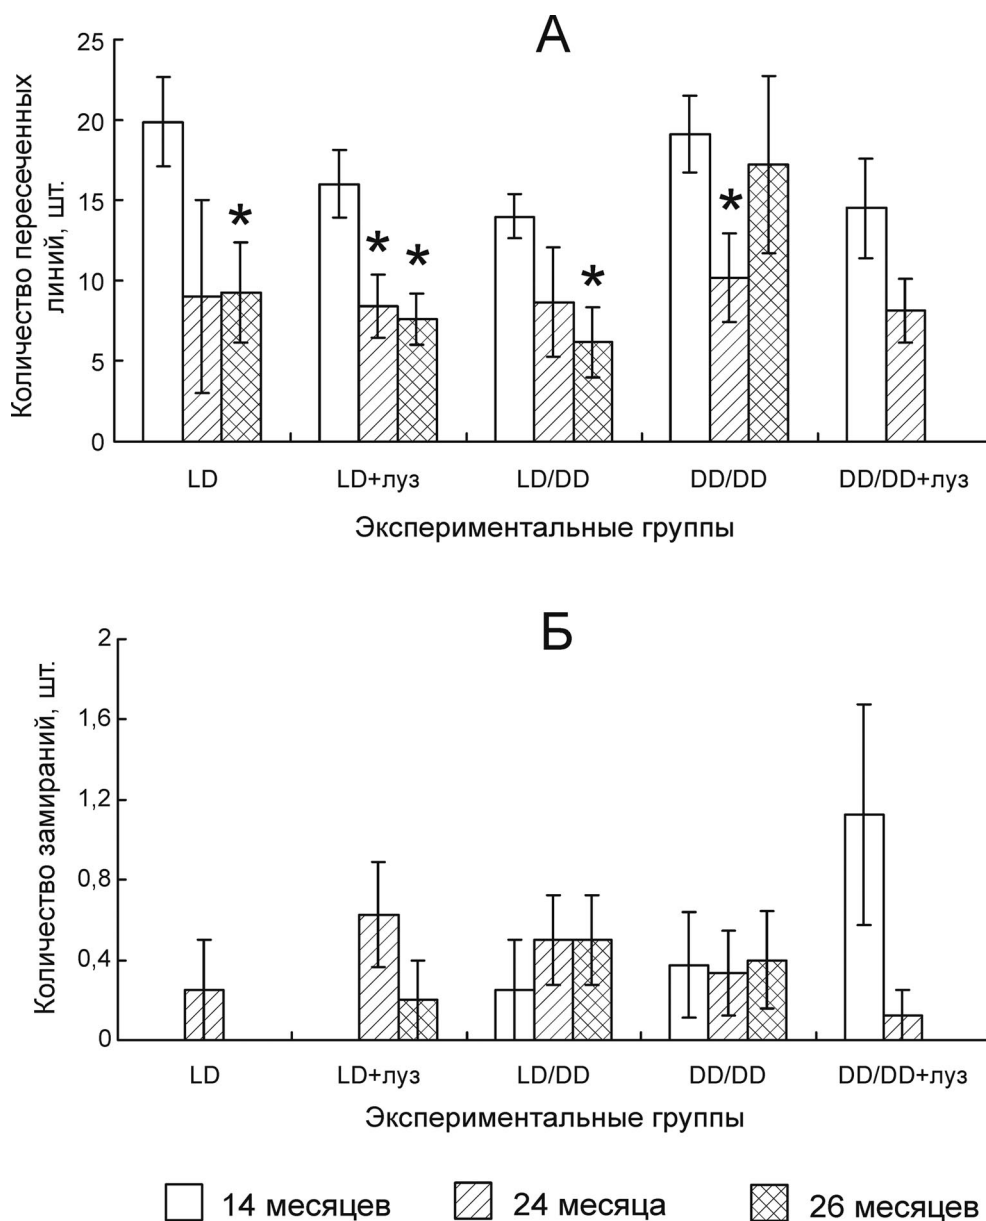 А
Количество пересеченных
линий, шт.
25
20
15
10
5
0
*
*
*
*
*
LD
LD+луз
LD/DD
DD/DD
DD/DD+луз
Экспериментальные группы
Б
Количество замираний, шт.
2
1,6
1,2
0,8
0,4
0
LD
LD+луз
LD/DD
DD/DD
DD/DD+луз
Экспериментальные группы
14 месяцев
24 месяца
26 месяцев